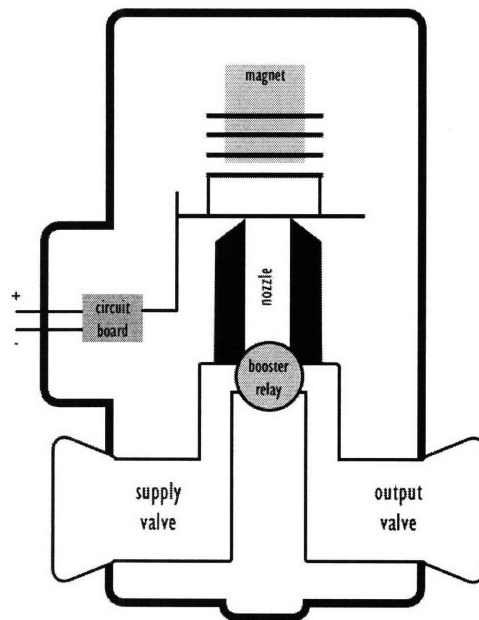 magnet
nozzle
+
circuit
board
-
booster
relay
supply
valve
output
valve